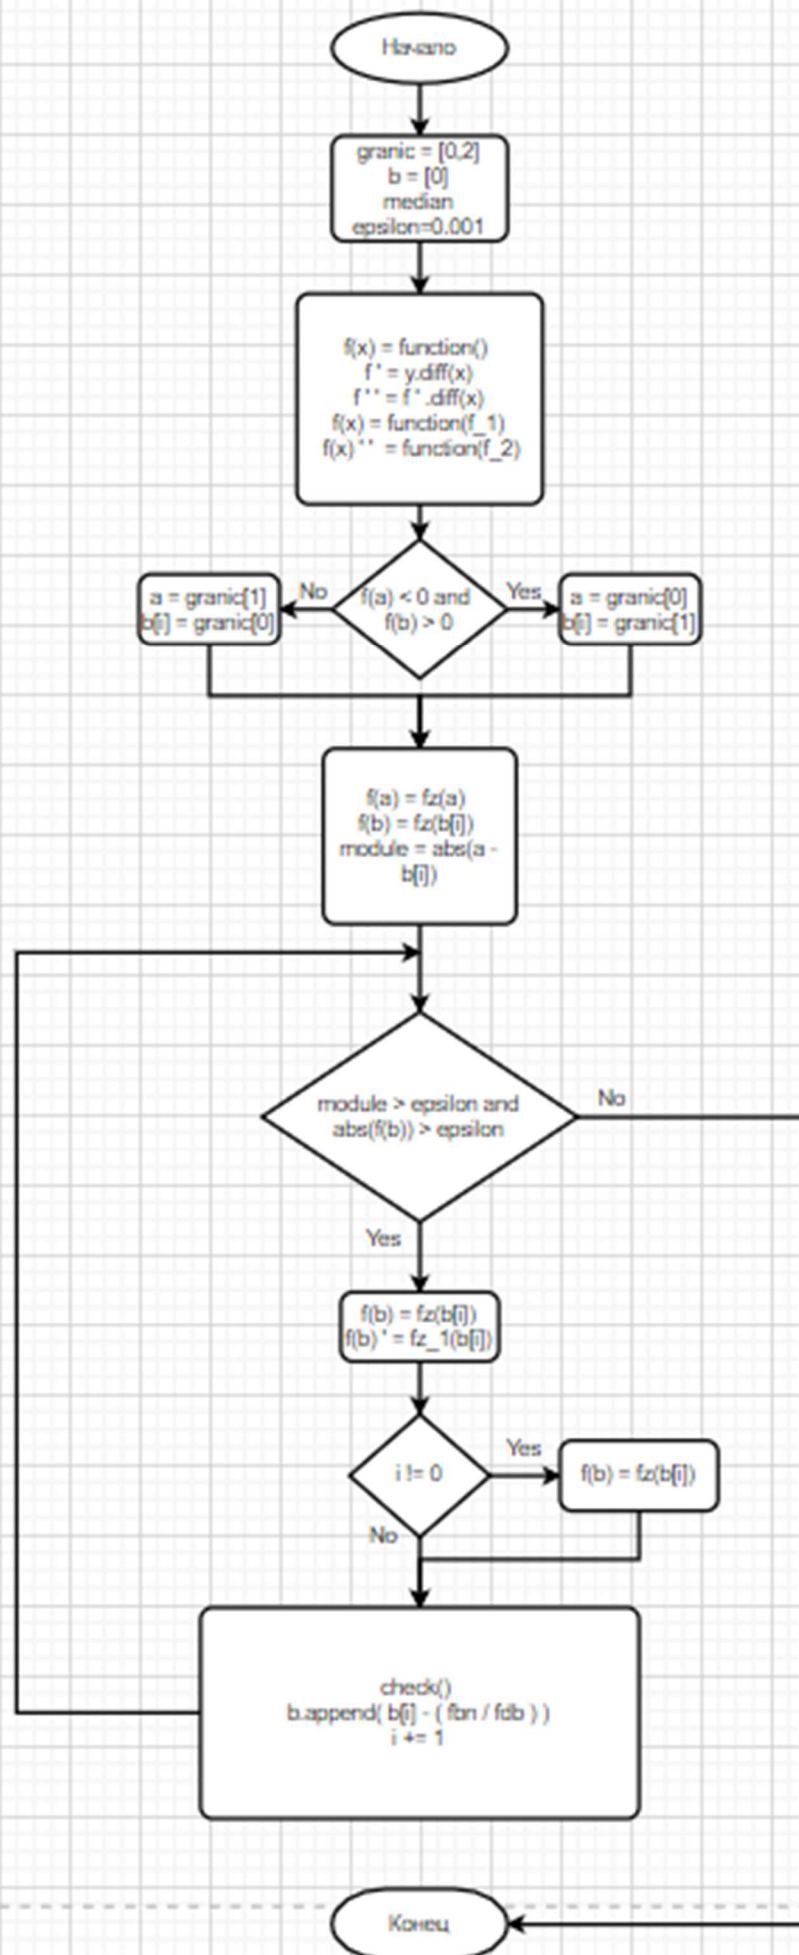 Начало
granic = [0,2]
b = [0]
median
epsilon=0.001
f(x) = function()
f ' = y.diff(x)
f ' ' = f ' .diff(x)
f(x) = function(f_1)
f(x) ' ' = function(f_2)
No
f(a) < 0 and
f(b) > 0
Yes
a = granic[1]
b[i] = granic[0]
a = granic[0]
b[i] = granic[1]
f(a) = fz(a)
f(b) = fz(b[i])
module = abs(a -
b[i])
module > epsilon and
abs(f(b)) > epsilon
No
Yes
f(b) = fz(b[i])
f(b) ' = fz_1(b[i])
i != 0
Yes
f(b) = fz(b[i])
No
check()
b.append( b[i] - ( fbn / fdb ) )
i += 1
Конец